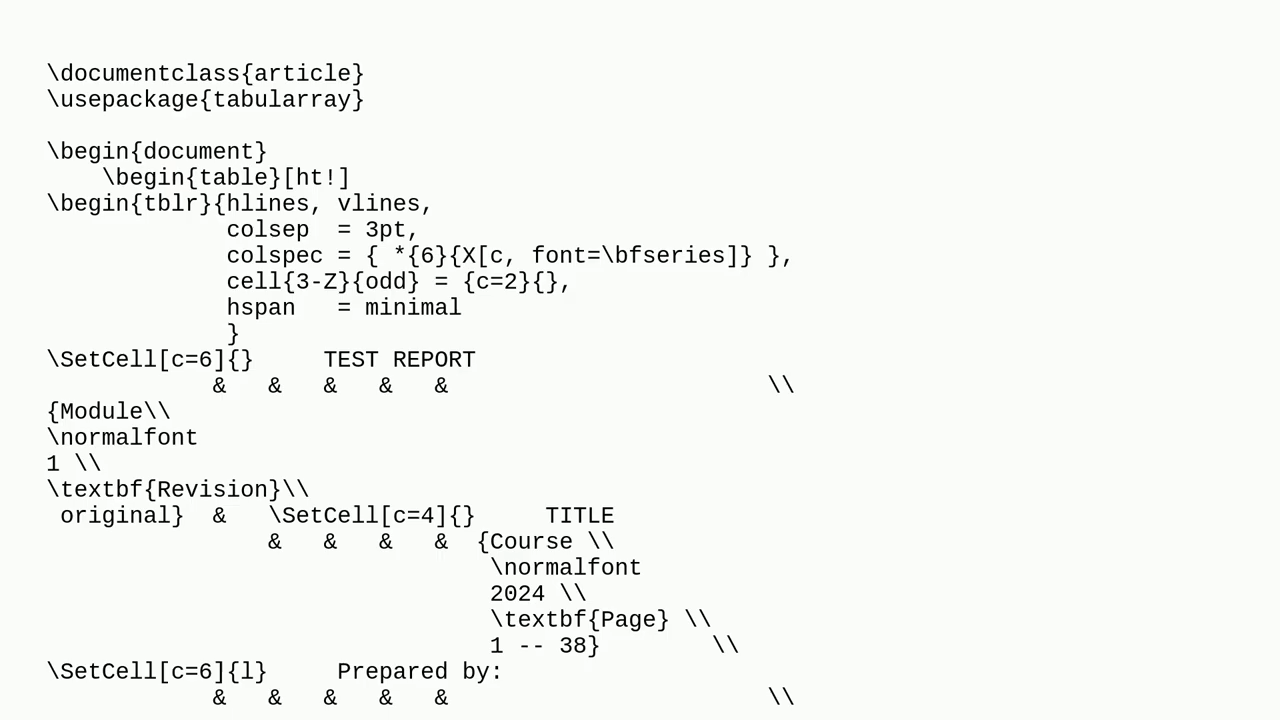 \documentclass{article}
\usepackage{tabularray}

\begin{document}
    \begin{table}[ht!]
\begin{tblr}{hlines, vlines,
             colsep  = 3pt,
             colspec = { *{6}{X[c, font=\bfseries]} },
             cell{3-Z}{odd} = {c=2}{},
             hspan   = minimal
             }
\SetCell[c=6]{}     TEST REPORT
            &   &   &   &   &                       \\
{Module\\
\normalfont
1 \\
\textbf{Revision}\\
 original}  &   \SetCell[c=4]{}     TITLE
                &   &   &   &  {Course \\
                                \normalfont
                                2024 \\
                                \textbf{Page} \\
                                1 -- 38}        \\
\SetCell[c=6]{l}     Prepared by:
            &   &   &   &   &                       \\